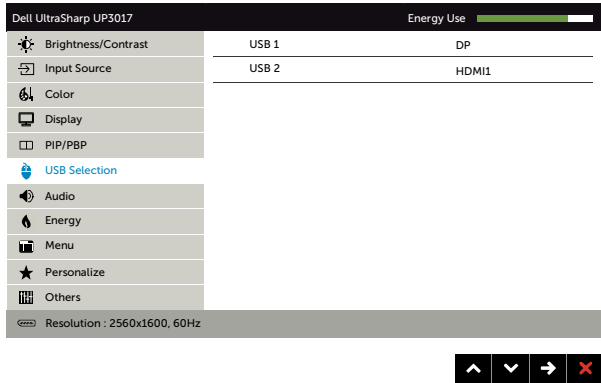 Dell UltraSharp UP3017 Energy Use
Brightness/Contrast USB 1 DP
Input Source USB 2 HDMI1
Color
Display
PIP/PBP
USB Selection
Audio
Energy
Menu
Personalize
Others
Resolution : 2560x1600, 60Hz